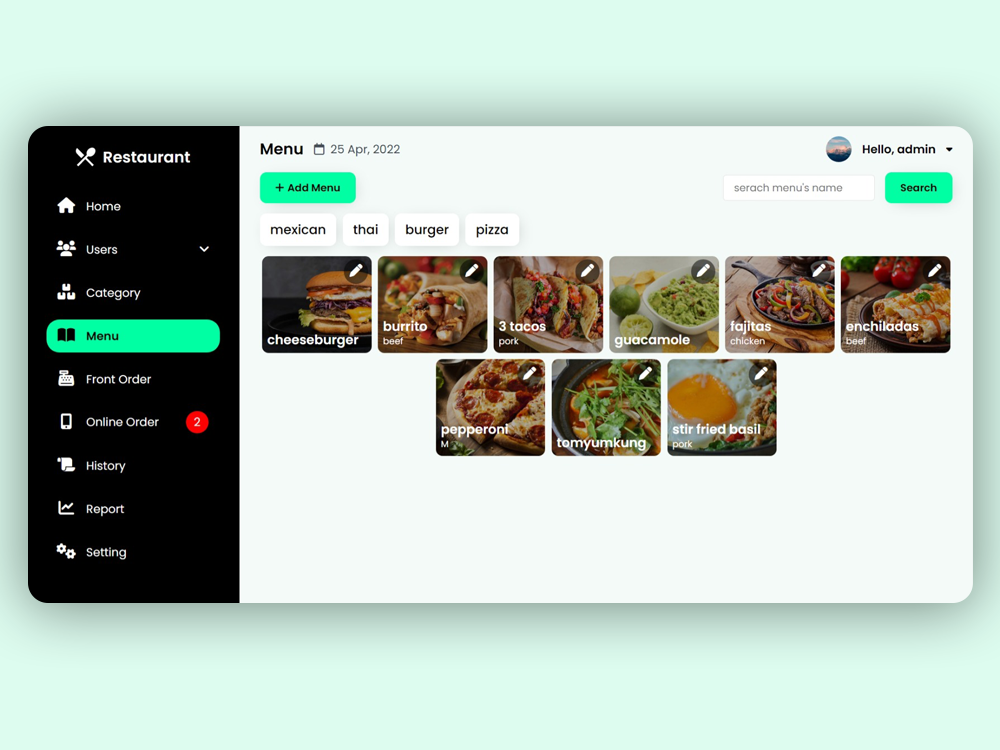 Restaurant
Home
Users
Category
Menu
Front Order
Online Order 2
History
Report
Setting
Menu 25 Apr, 2022
Hello, admin
+ Add Menu
serach menu's name
Search
mexican thai burger pizza
cheeseburger
burrito
beef
3 tacos
pork
guacamole
fajitas
chicken
enchiladas
beef
pepperoni
M
tomyumkung
stir fried basil
pork